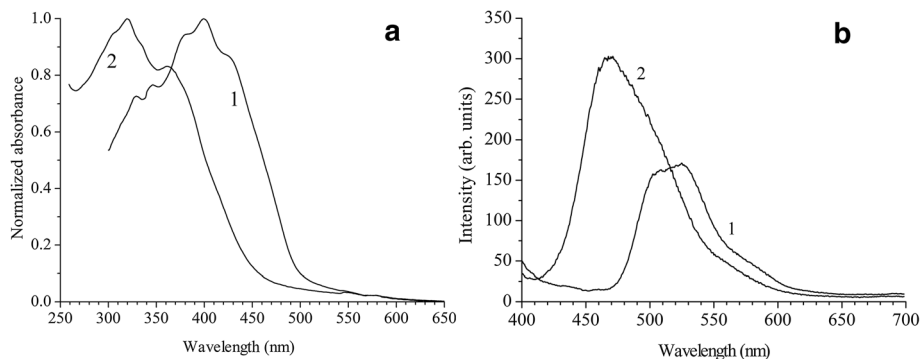 a
Normalized absorbance
1.0
0.8
0.6
0.4
0.2
0.0
2
1
250 300 350 400 450 500 550 600 650
Wavelength (nm)
b
Intensity (arb. units)
350
300
250
200
150
100
50
0
2
1
400 450 500 550 600 650 700
Wavelength (nm)